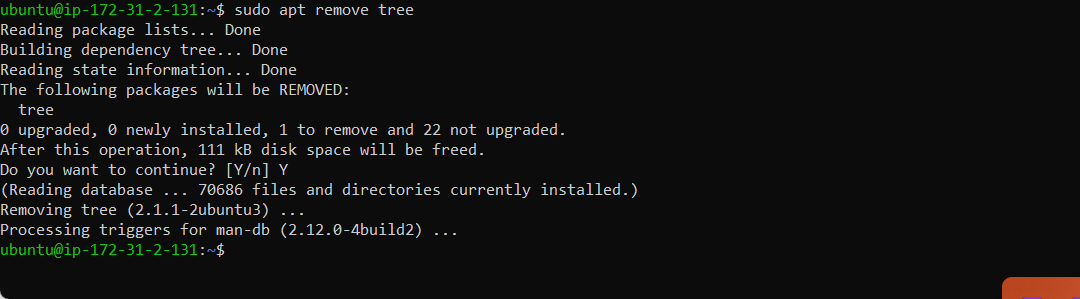 ubuntu@ip-172-31-2-131:~$ sudo apt remove tree
Reading package lists... Done
Building dependency tree... Done
Reading state information... Done
The following packages will be REMOVED:
  tree
0 upgraded, 0 newly installed, 1 to remove and 22 not upgraded.
After this operation, 111 kB disk space will be freed.
Do you want to continue? [Y/n] Y
(Reading database ... 70686 files and directories currently installed.)
Removing tree (2.1.1-2ubuntu3) ...
Processing triggers for man-db (2.12.0-4build2) ...
ubuntu@ip-172-31-2-131:~$